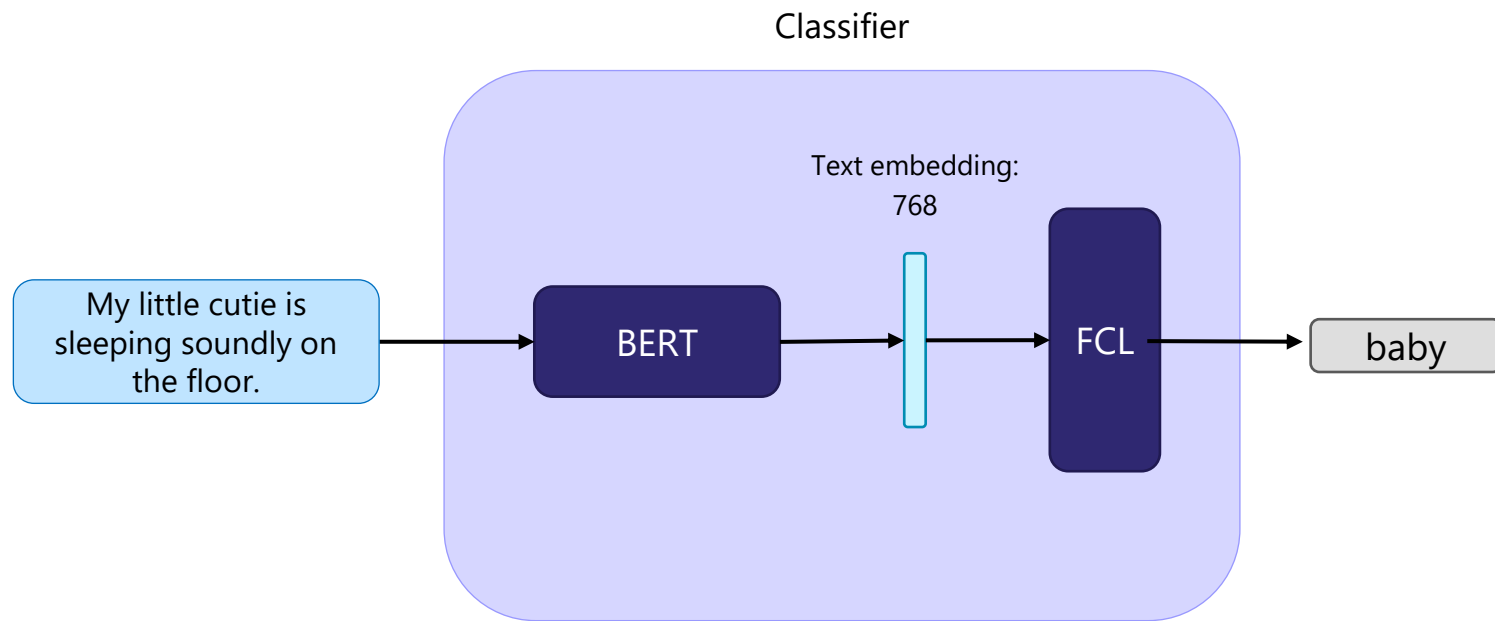 Classifier
Text embedding:
768
My little cutie is
sleeping soundly on
the floor.
BERT
FCL
baby